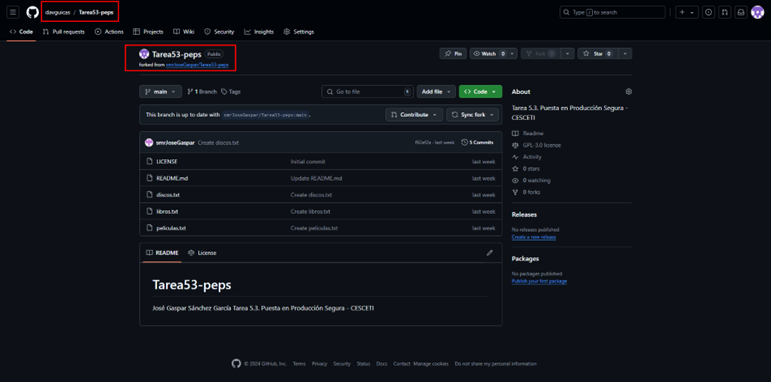 davguicas / Tarea53-peps
Type / to search
Code Pull requests Actions Projects Wiki Security Insights Settings
Tarea53-peps Public
forked from smrJoseGaspar/Tarea53-peps
Pin Watch 0 Fork 0 Star 0
main 1 Branch Tags Go to file t Add file Code
About
Tarea 5.3. Puesta en Producción Segura -
CESCTI
This branch is up to date with smrJoseGaspar/Tarea53-peps:main . Contribute Sync fork
smrJoseGaspar Create discos.txt last week 5 Commits
LICENSE Initial commit last week
README.md Update README.md last week
discos.txt Create discos.txt last week
libros.txt Create libros.txt last week
peliculas.txt Create peliculas.txt last week
Readme
GPL-3.0 license
Activity
0 stars
0 watching
0 forks
Releases
No releases published
Create a new release
Packages
No packages published
Publish your first package
README License
Tarea53-peps
José Gaspar Sánchez García Tarea 5.3. Puesta en Producción Segura - CESCETI
© 2024 GitHub, Inc. Terms Privacy Security Status Docs Contact Manage cookies Do not share my personal information